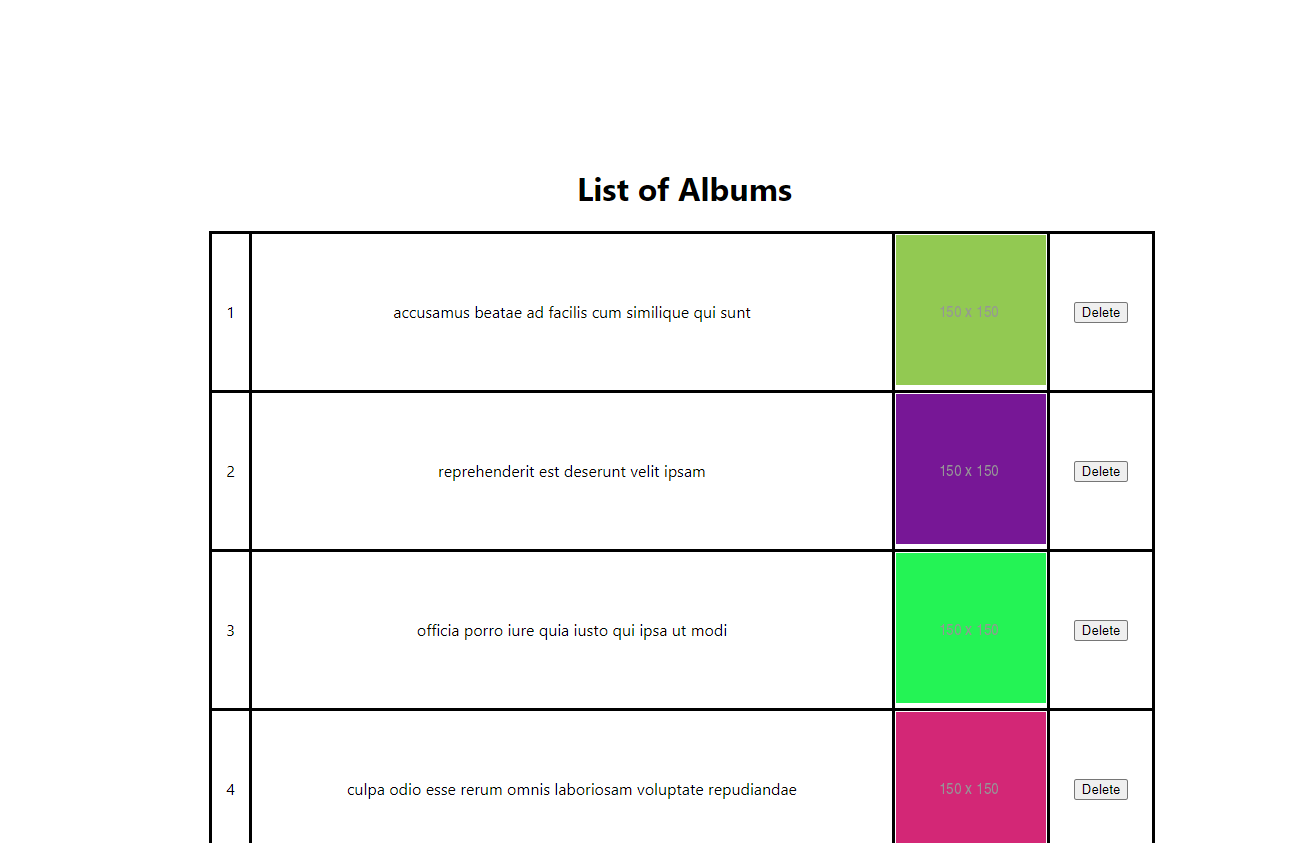 List of Albums
1 accusamus beatae ad facilis cum similique qui sunt 150 x 150 Delete
2 reprehenderit est deserunt velit ipsam 150 x 150 Delete
3 officia porro iure quia iusto qui ipsa ut modi 150 x 150 Delete
4 culpa odio esse rerum omnis laboriosam voluptate repudiandae 150 x 150 Delete